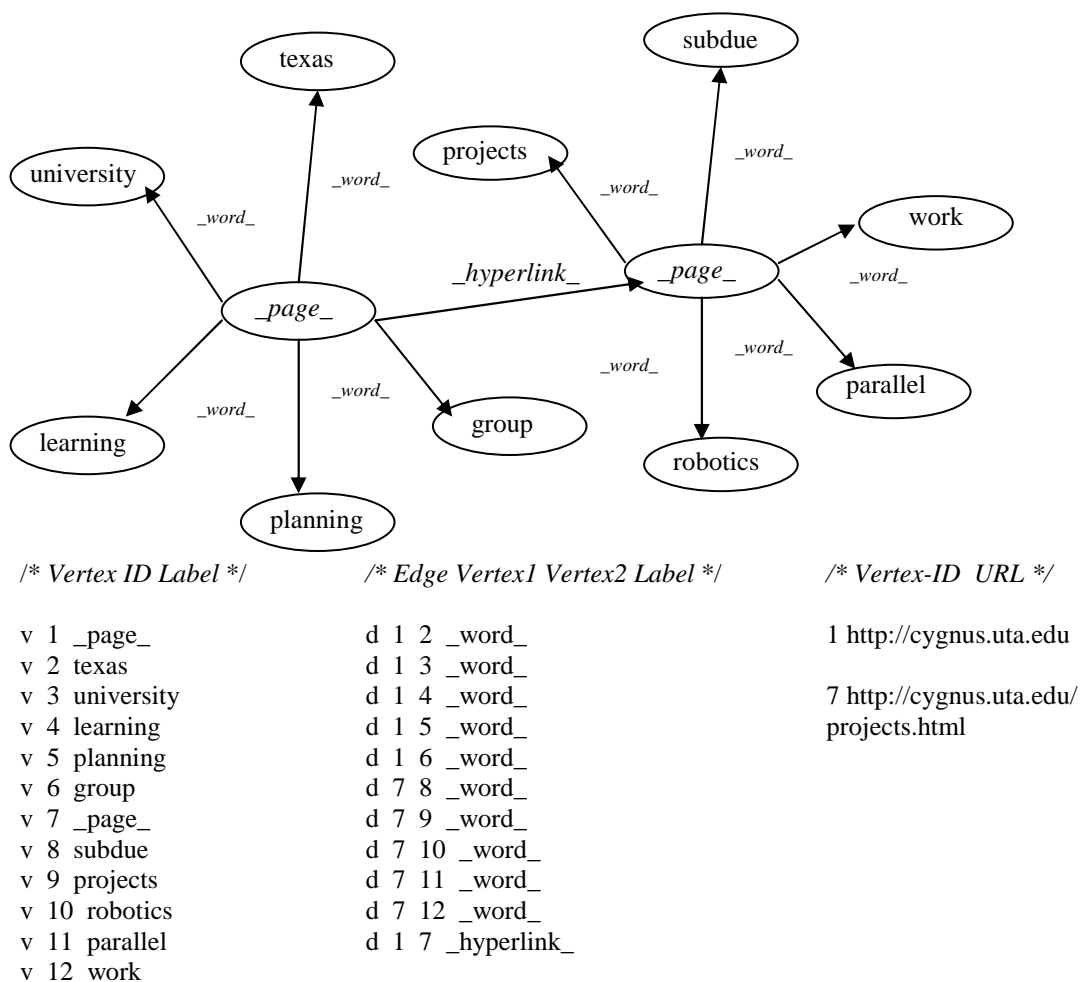 subdue
texas
projects
_word_
university
_word_
_word_
work
_word_
_hyperlink_
_page_
_word_
_page_
_word_
_word_
_word_
parallel
_word_
group
learning
robotics
planning
/* Vertex ID Label */
/* Edge Vertex1 Vertex2 Label */
/* Vertex-ID URL */
v 1 _page_
d 1 2 _word_
1 http://cygnus.uta.edu
v 2 texas
d 1 3 _word_
v 3 university
d 1 4 _word_
7 http://cygnus.uta.edu/
v 4 learning
d 1 5 _word_
projects.html
v 5 planning
d 1 6 _word_
v 6 group
d 7 8 _word_
v 7 _page_
d 7 9 _word_
v 8 subdue
d 7 10 _word_
v 9 projects
d 7 11 _word_
v 10 robotics
d 7 12 _word_
v 11 parallel
d 1 7 _hyperlink_
v 12 work